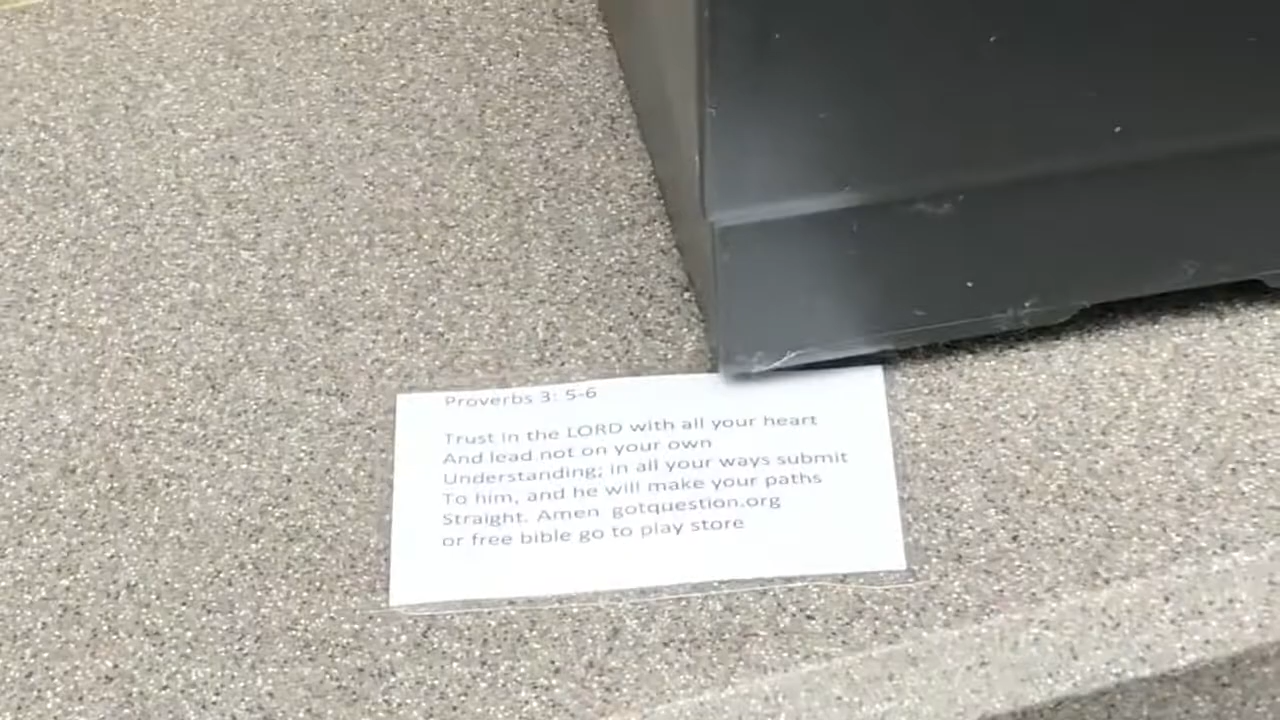 Proverbs 3: 5-6
Trust in the LORD with all your heart
And lead not on your own
Understanding; in all your ways submit
To him, and he will make your paths
Straight. Amen gotquestion.org
or free bible go to play store